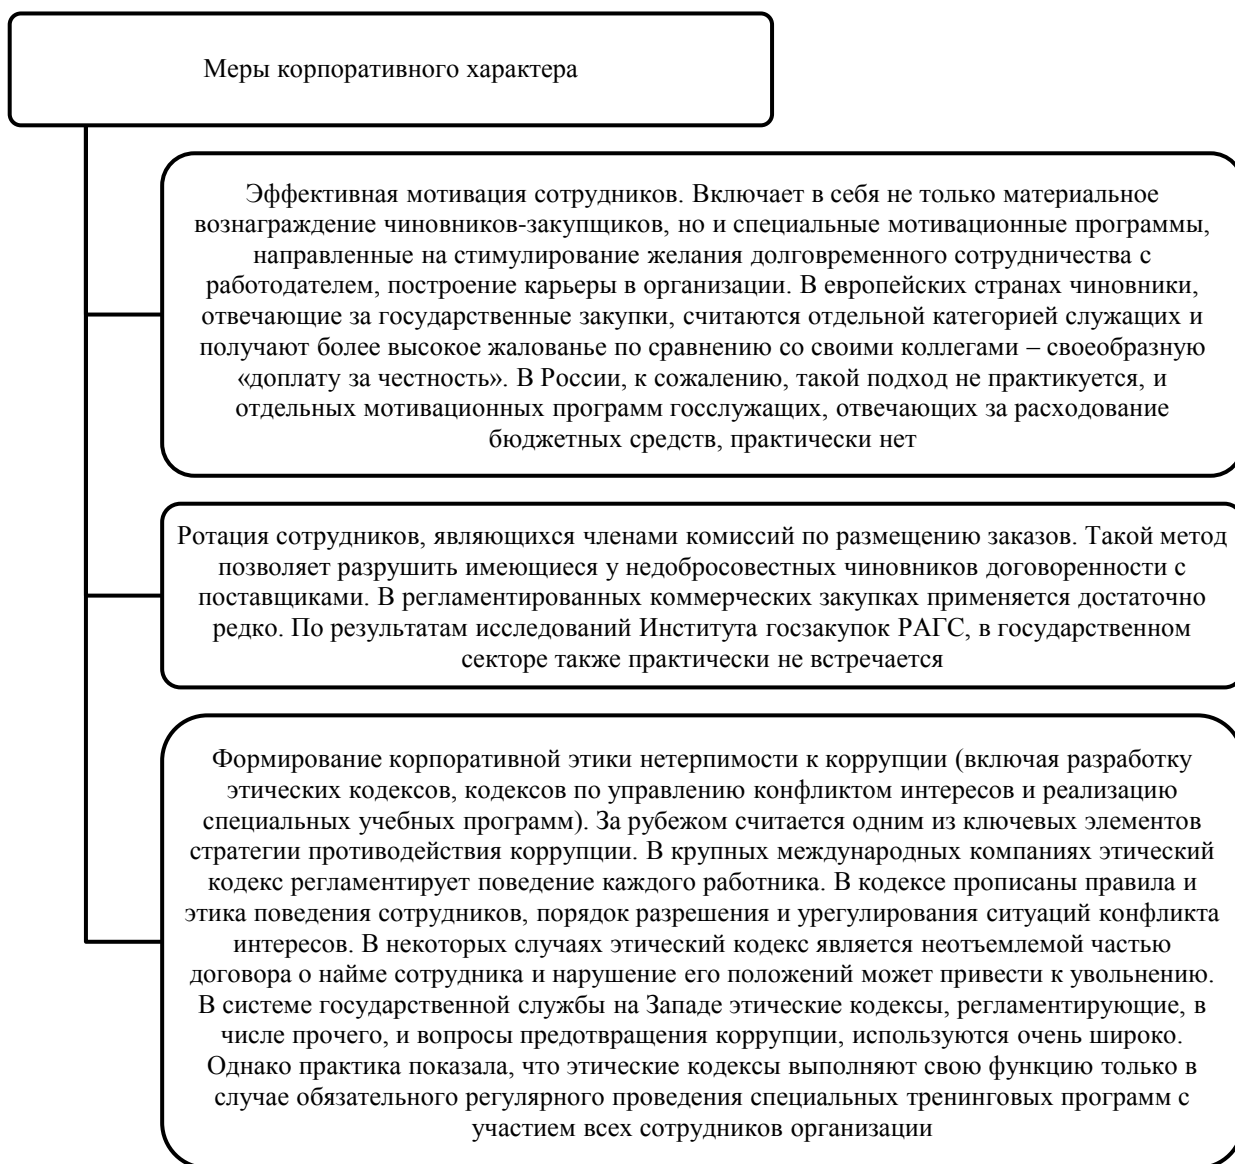 Меры корпоративного характера
Эффективная мотивация сотрудников. Включает в себя не только материальное
вознаграждение чиновников-закупщиков, но и специальные мотивационные программы,
направленные на стимулирование желания долговременного сотрудничества с
работодателем, построение карьеры в организации. В европейских странах чиновники,
отвечающие за государственные закупки, считаются отдельной категорией служащих и
получают более высокое жалованье по сравнению со своими коллегами – своеобразную
«доплату за честность». В России, к сожалению, такой подход не практикуется, и
отдельных мотивационных программ госслужащих, отвечающих за расходование
бюджетных средств, практически нет
Ротация сотрудников, являющихся членами комиссий по размещению заказов. Такой метод
позволяет разрушить имеющиеся у недобросовестных чиновников договоренности с
поставщиками. В регламентированных коммерческих закупках применяется достаточно
редко. По результатам исследований Института госзакупок РАГС, в государственном
секторе также практически не встречается
Формирование корпоративной этики нетерпимости к коррупции (включая разработку
этических кодексов, кодексов по управлению конфликтом интересов и реализацию
специальных учебных программ). За рубежом считается одним из ключевых элементов
стратегии противодействия коррупции. В крупных международных компаниях этический
кодекс регламентирует поведение каждого работника. В кодексе прописаны правила и
этика поведения сотрудников, порядок разрешения и урегулирования ситуаций конфликта
интересов. В некоторых случаях этический кодекс является неотъемлемой частью
договора о найме сотрудника и нарушение его положений может привести к увольнению.
В системе государственной службы на Западе этические кодексы, регламентирующие, в
числе прочего, и вопросы предотвращения коррупции, используются очень широко.
Однако практика показала, что этические кодексы выполняют свою функцию только в
случае обязательного регулярного проведения специальных тренинговых программ с
участием всех сотрудников организации